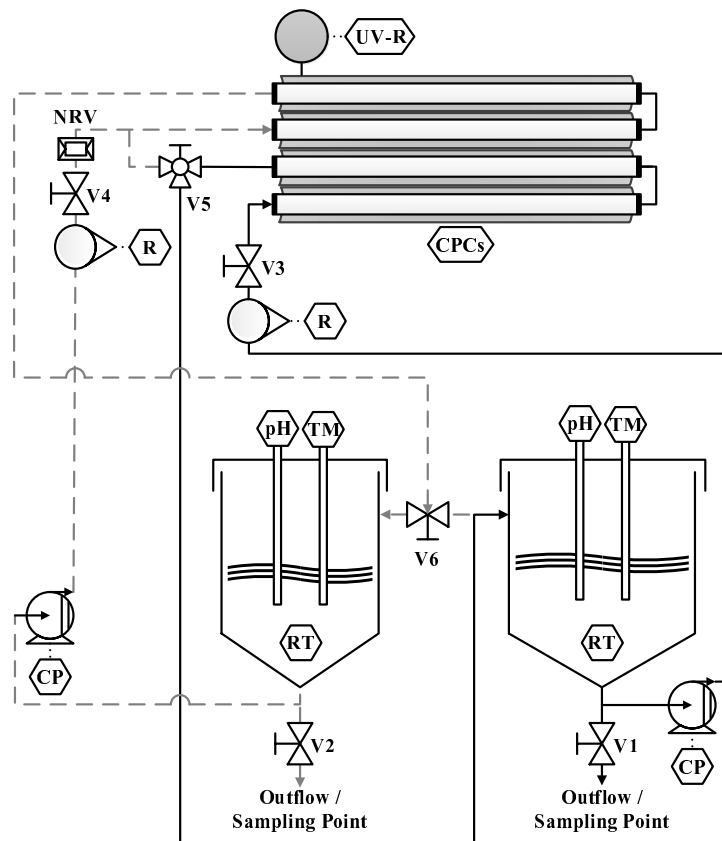 UV-R
NRV
V4
V5
R
V3
CPCs
R
pH
TM
pH
TM
V6
RT
RT
CP
V2
V1
CP
Outflow /
Sampling Point
Outflow /
Sampling Point